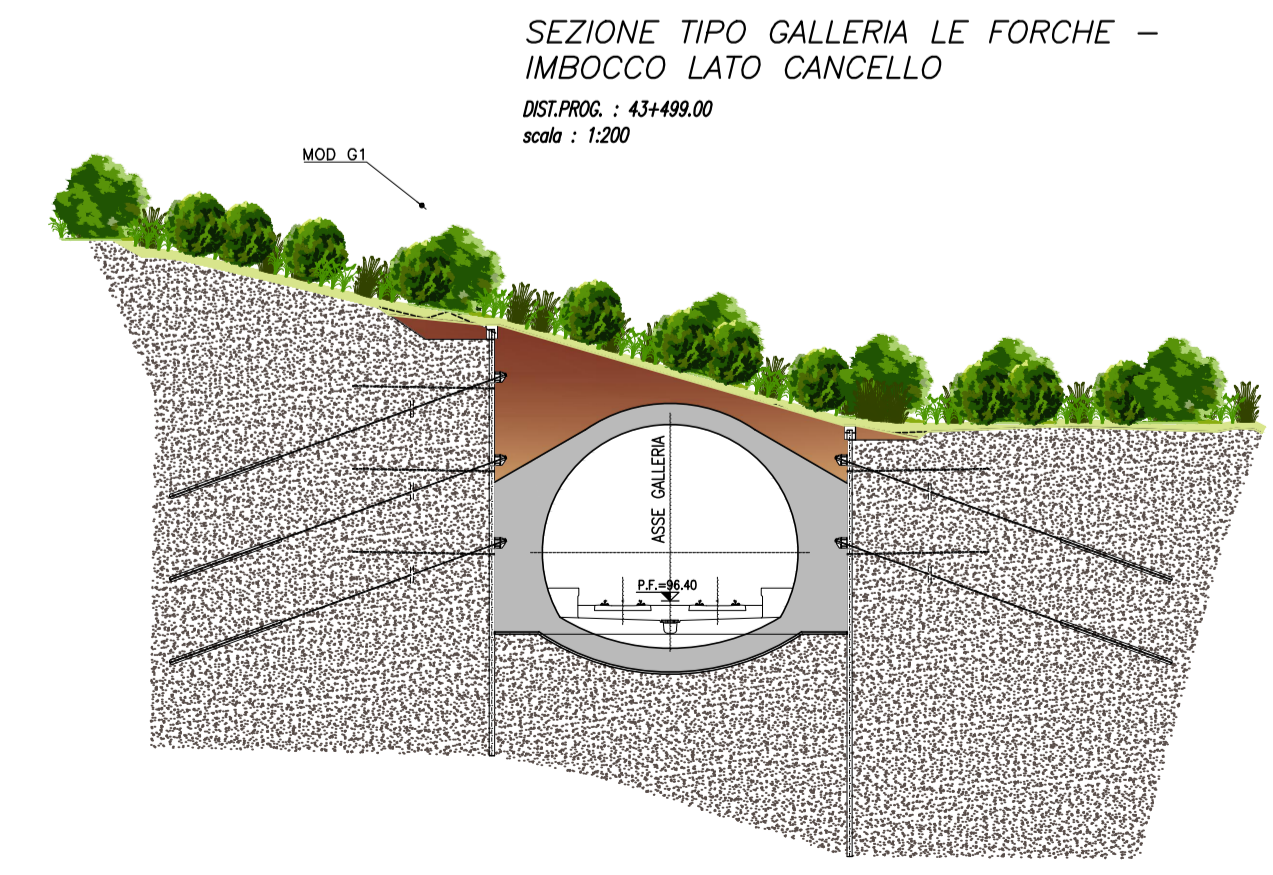 SEZIONE TIPO GALLERIA LE FORCHE –
IMBOCCO LATO CANCELLO
DIST.PROG. : 43+499.00
scala : 1:200
MOD G1
ASSE GALLERIA
P.F.=96.40